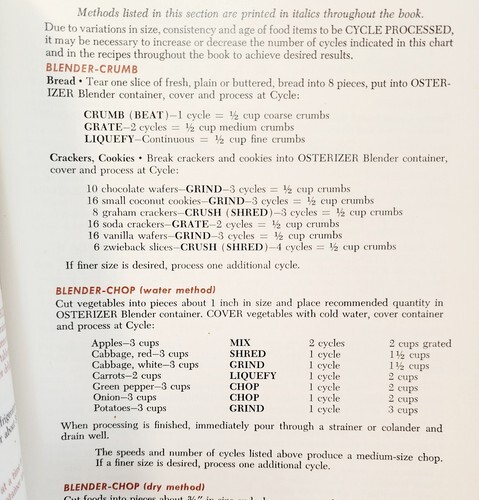 Methods listed in this section are printed in italics throughout the book.
Due to variations in size, consistency and age of food items to be CYCLE PROCESSED,
it may be necessary to increase or decrease the number of cycles indicated in this chart
and in the recipes throughout the book to achieve desired results.
BLENDER-CRUMB
Bread • Tear one slice of fresh, plain or buttered, bread into 8 pieces, put into OSTER-
IZER Blender container, cover and process at Cycle:
CRUMB (BEAT)—1 cycle = ½ cup coarse crumbs
GRATE—2 cycles = ½ cup medium crumbs
LIQUEFY—Continuous = ½ cup fine crumbs
Crackers, Cookies • Break crackers and cookies into OSTERIZER Blender container,
cover and process at Cycle:
10 chocolate wafers—GRIND—3 cycles = ½ cup crumbs
16 small coconut cookies—GRIND—3 cycles = ½ cup crumbs
8 graham crackers—CRUSH (SHRED)—3 cycles = ½ cup crumbs
16 soda crackers—GRATE—2 cycles = ½ cup crumbs
16 vanilla wafers—GRIND—3 cycles = ½ cup crumbs
6 zwieback slices—CRUSH (SHRED)—4 cycles = ½ cup crumbs
If finer size is desired, process one additional cycle.
BLENDER-CHOP (water method)
Cut vegetables into pieces about 1 inch in size and place recommended quantity in
OSTERIZER Blender container. COVER vegetables with cold water, cover container
and process at Cycle:
Apples—3 cups MIX 2 cycles 2 cups grated
Cabbage, red—3 cups SHRED 1 cycle 1½ cups
Cabbage, white—3 cups GRIND 1 cycle 1½ cups
Carrots—2 cups LIQUEFY 1 cycle 2 cups
Green pepper—3 cups CHOP 1 cycle 2 cups
Onion—3 cups CHOP 1 cycle 2 cups
Potatoes—3 cups GRIND 1 cycle 3 cups
When processing is finished, immediately pour through a strainer or colander and
drain well.
The speeds and number of cycles listed above produce a medium-size chop.
If a finer size is desired, process one additional cycle.
BLENDER-CHOP (dry method)
Cut foods into pieces about ¾" in size and